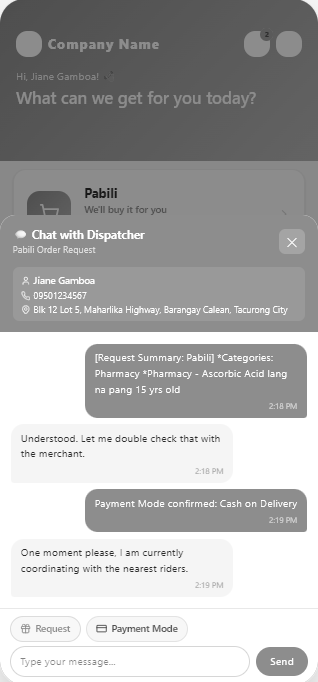 Company Name
2
Hi, Jiane Gamboa!
What can we get for you today?
Pabili
We'll buy it for you
Chat with Dispatcher
Pabili Order Request
Jiane Gamboa
09501234567
Blk 12 Lot 5, Maharlika Highway, Barangay Calean, Tacurong City
[Request Summary: Pabili] *Categories:
Pharmacy *Pharmacy - Ascorbic Acid lang
na pang 15 yrs old
2:18 PM
Understood. Let me double check that with
the merchant.
2:18 PM
Payment Mode confirmed: Cash on Delivery
2:19 PM
One moment please, I am currently
coordinating with the nearest riders.
2:19 PM
Request
Payment Mode
Type your message...
Send